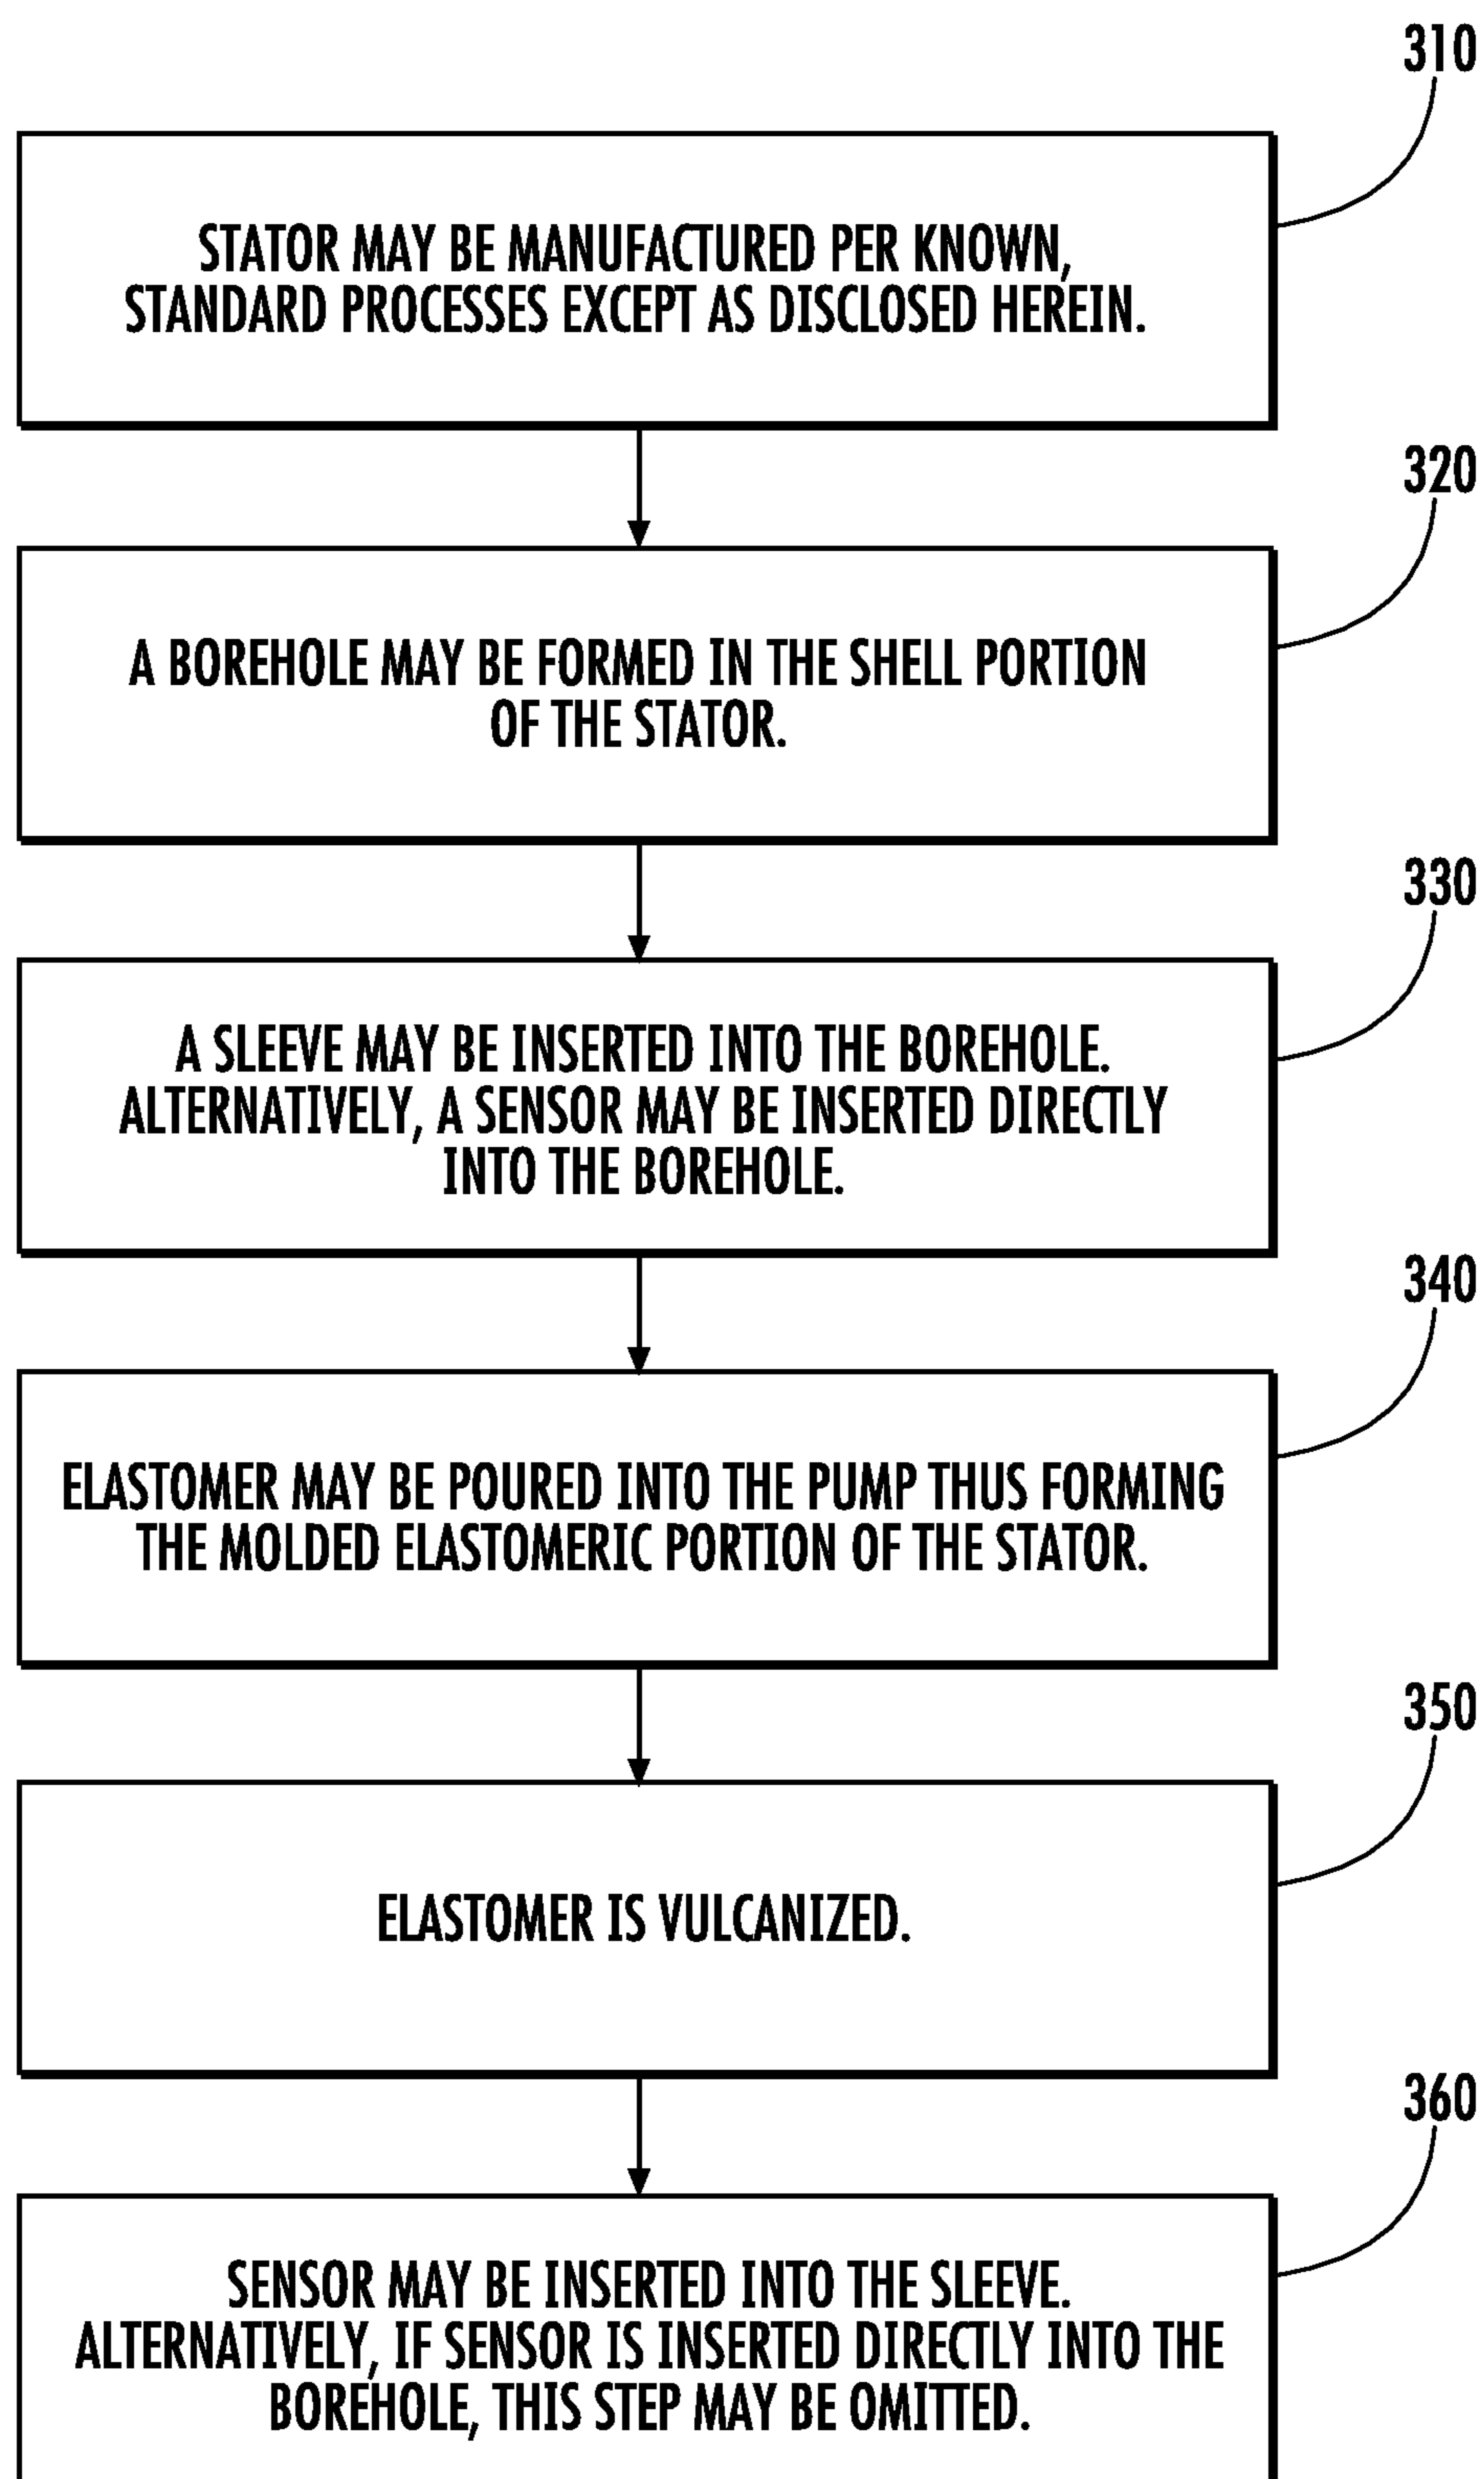 310
STATOR MAY BE MANUFACTURED PER KNOWN,
STANDARD PROCESSES EXCEPT AS DISCLOSED HEREIN.
320
A BOREHOLE MAY BE FORMED IN THE SHELL PORTION
OF THE STATOR.
330
A SLEEVE MAY BE INSERTED INTO THE BOREHOLE.
ALTERNATIVELY, A SENSOR MAY BE INSERTED DIRECTLY
INTO THE BOREHOLE.
340
ELASTOMER MAY BE POURED INTO THE PUMP THUS FORMING
THE MOLDED ELASTOMERIC PORTION OF THE STATOR.
350
ELASTOMER IS VULCANIZED.
360
SENSOR MAY BE INSERTED INTO THE SLEEVE.
ALTERNATIVELY, IF SENSOR IS INSERTED DIRECTLY INTO THE
BOREHOLE, THIS STEP MAY BE OMITTED.